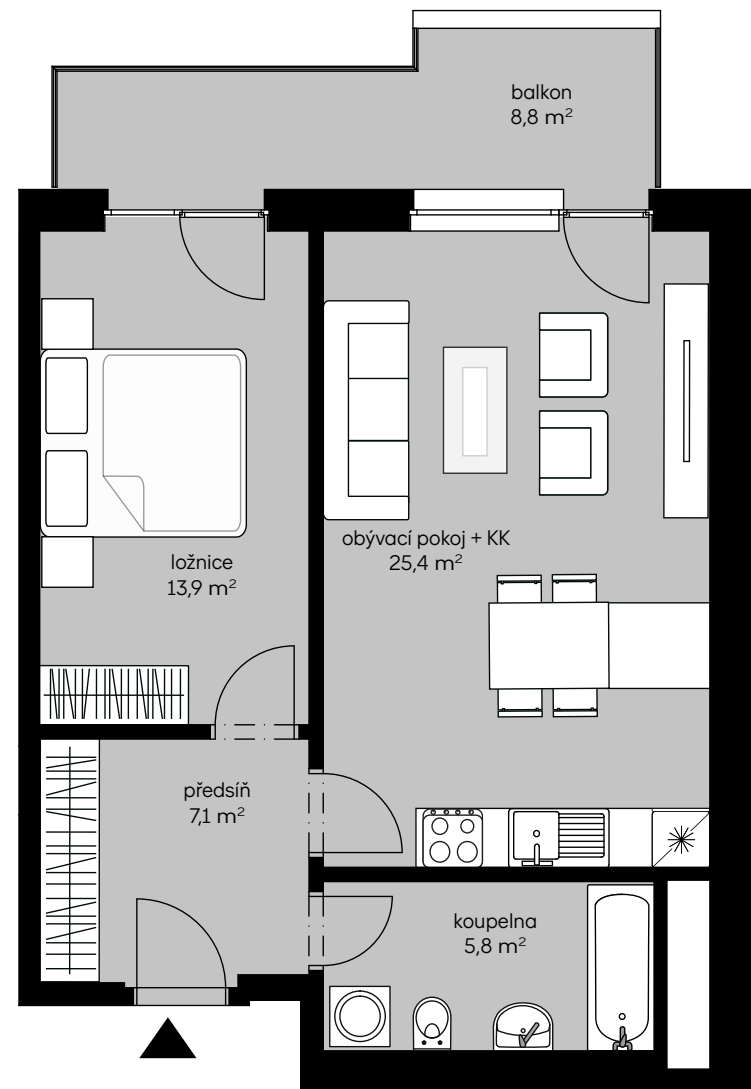 balkon
8,8 m²
obývací pokoj + KK
25,4 m²
ložnice
13,9 m²
předsíň
7,1 m²
koupelna
5,8 m²